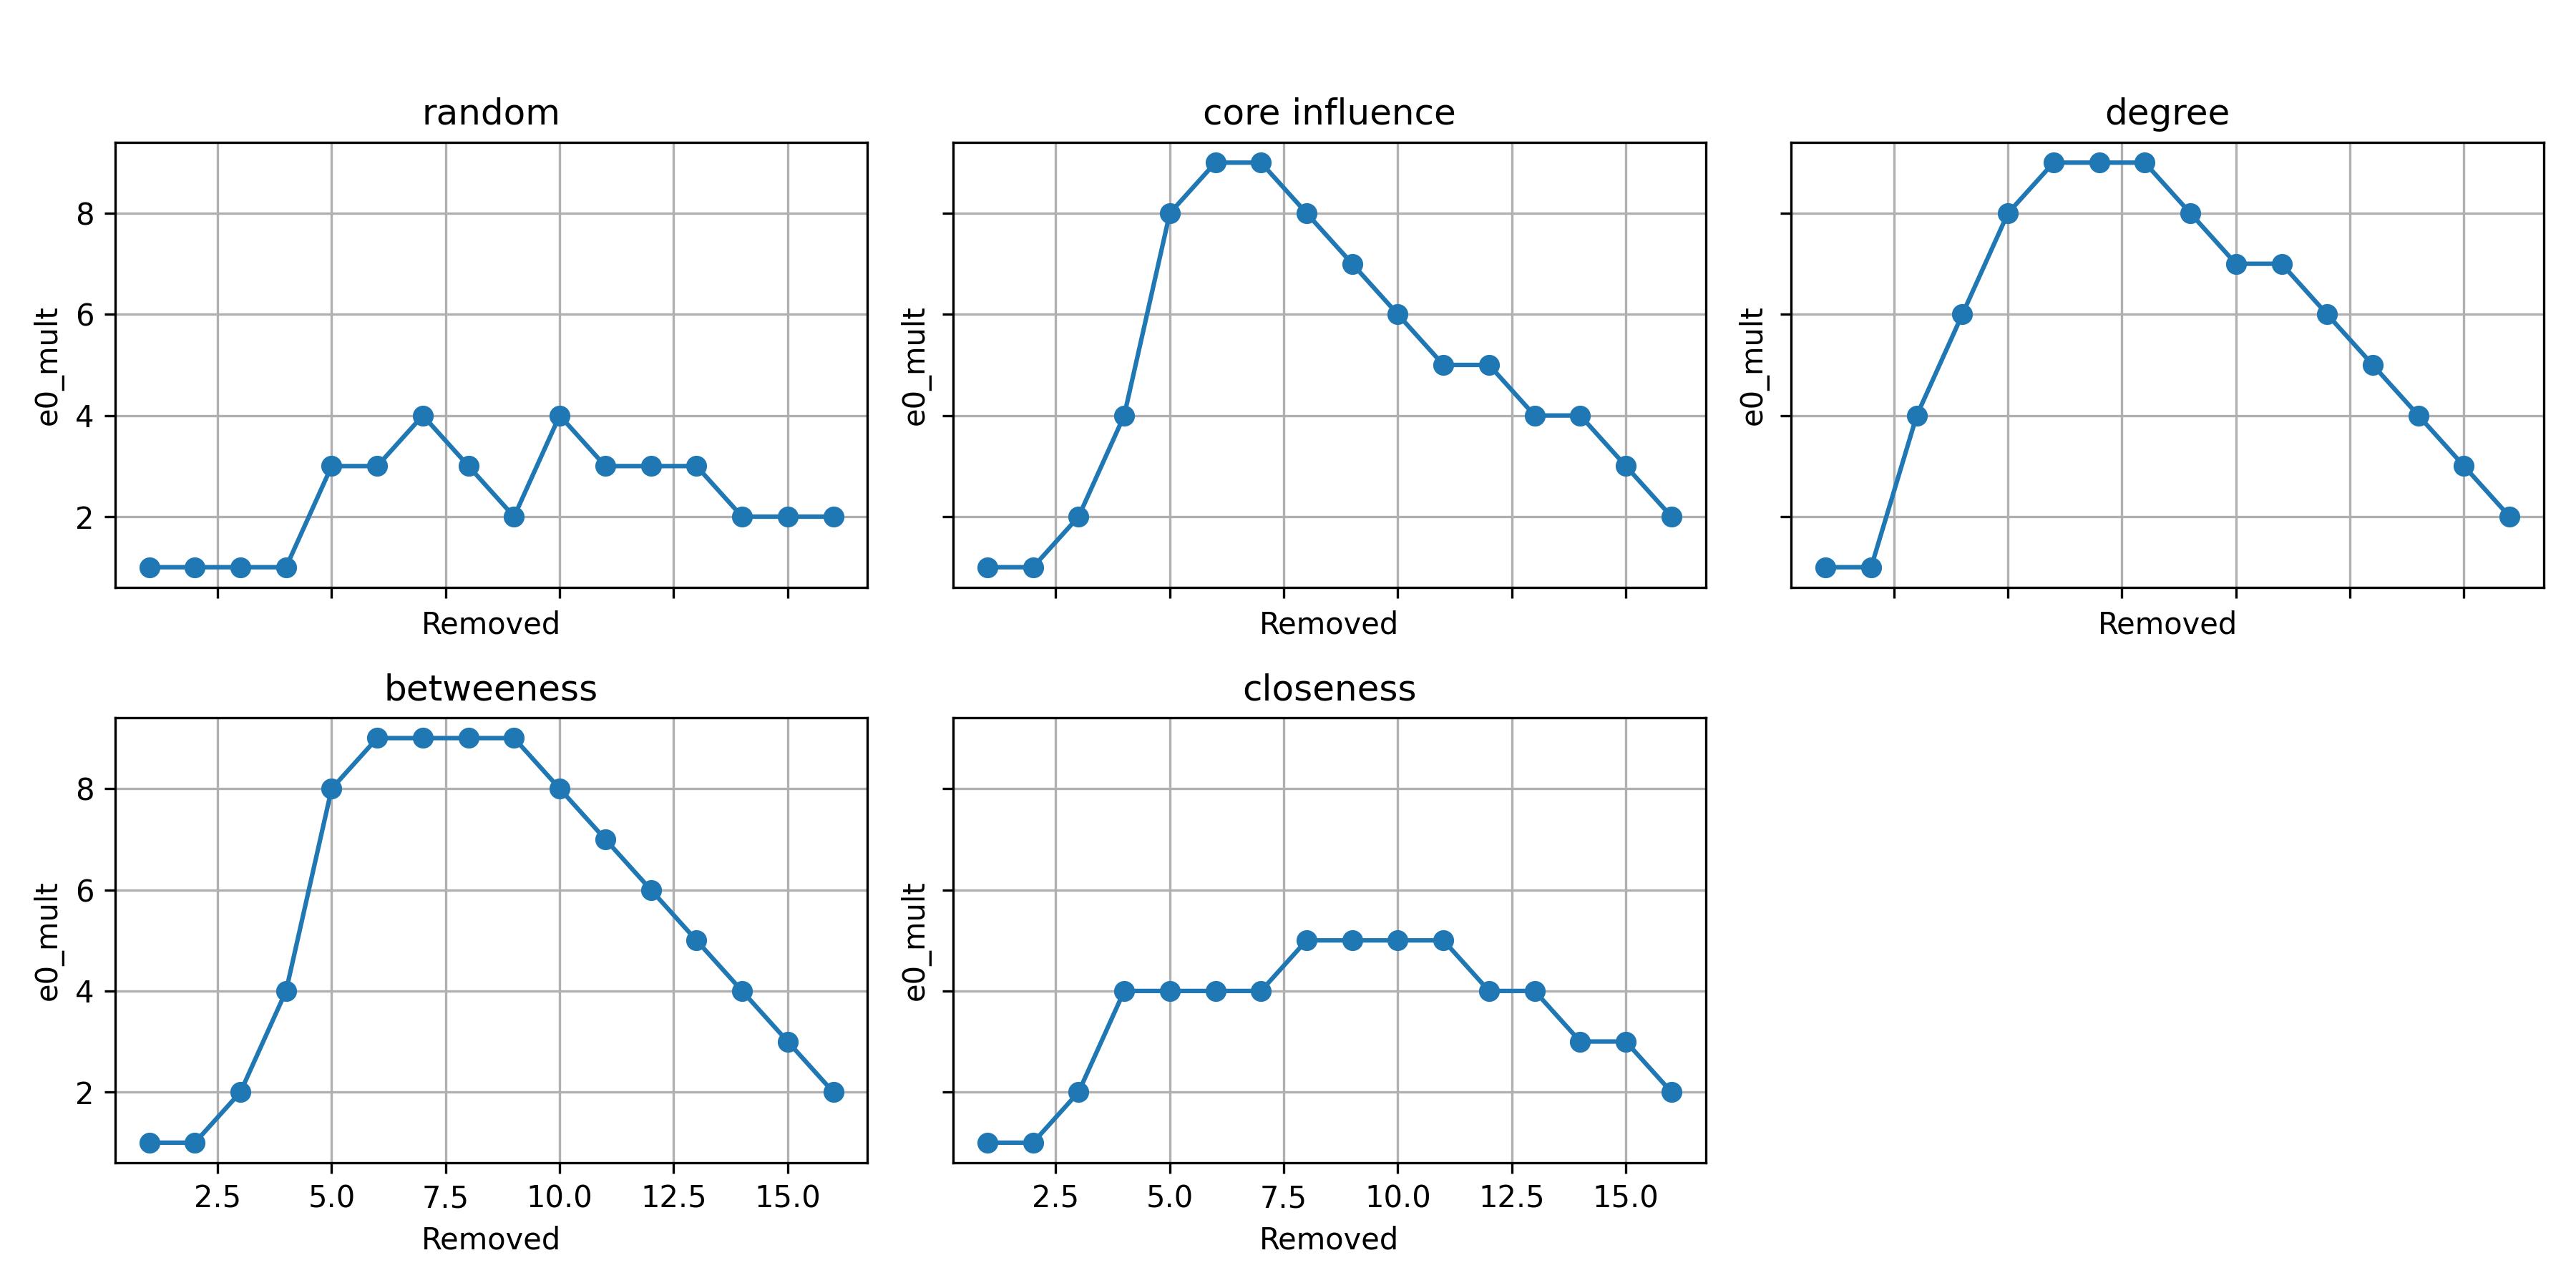 random
core influence
degree
8
6
4
2
e0_mult
e0_mult
e0_mult
Removed
Removed
Removed
betweeness
closeness
8
6
4
2
e0_mult
e0_mult
2.5 5.0 7.5 10.0 12.5 15.0
2.5 5.0 7.5 10.0 12.5 15.0
Removed
Removed